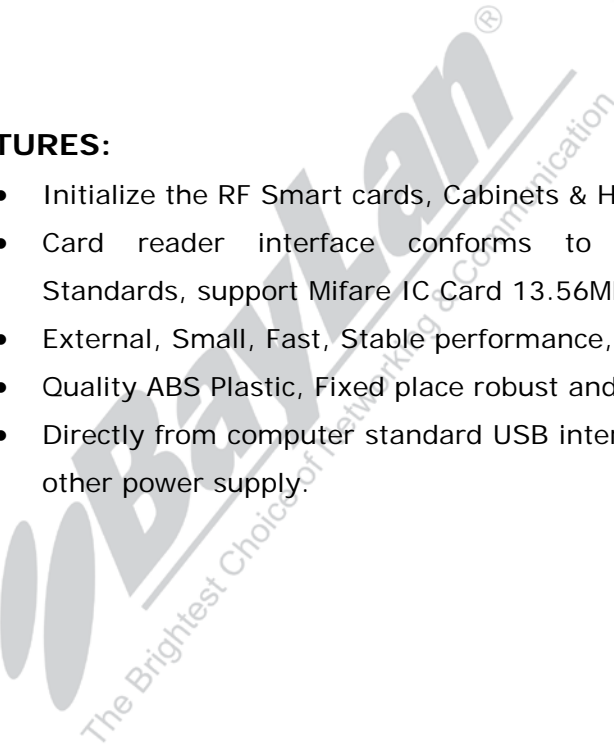 TURES:
• Initialize the RF Smart cards, Cabinets & H
• Card reader interface conforms to
Standards, support Mifare IC Card 13.56M
• External, Small, Fast, Stable performance,
• Quality ABS Plastic, Fixed place robust and
• Directly from computer standard USB inter
other power supply.
BayLan®
The Brightest Choice of Networking & Communication